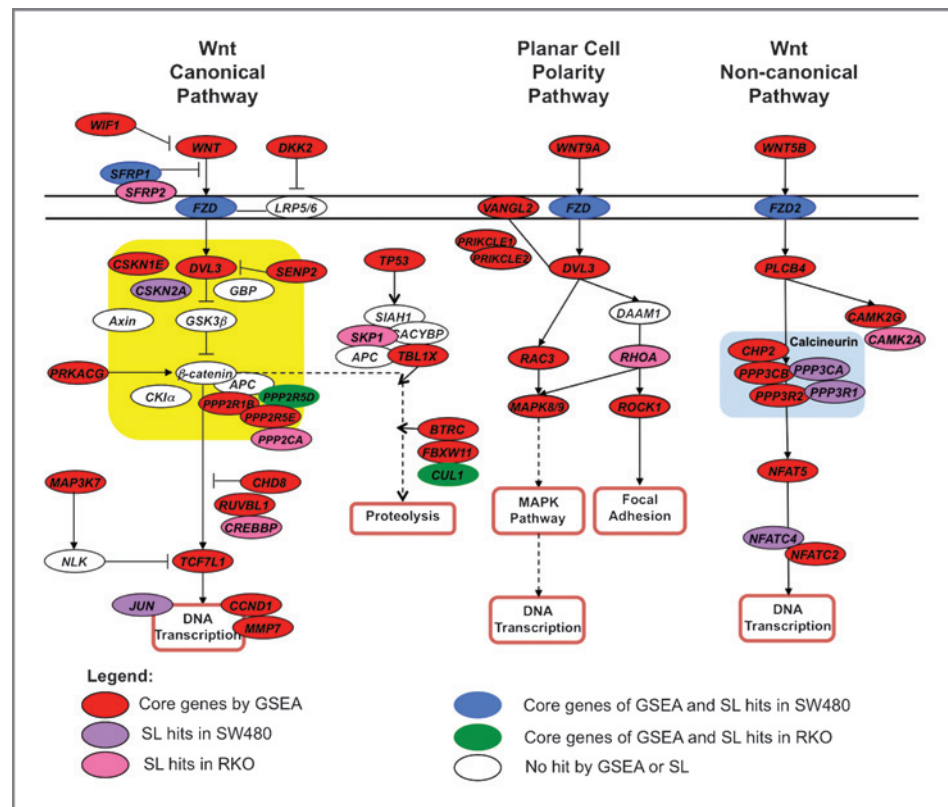 Wnt
Canonical
Pathway
Planar Cell
Polarity
Pathway
Wnt
Non-canonical
Pathway
WIF1
WNT
DKK2
WNT9A
WNT5B
SFRP1
SFRP2
FZD
LRP5/6
VANGL2
FZD
FZD2
PRIKCLE1
PRIKCLE2
CSKN1E
DVL3
SENP2
TP53
DVL3
PLCB4
CSKN2A
GBP
Axin
GSK3β
SIAH1
CACYBP
SKP1
APC
TBL1X
DAAM1
CAMK2G
CAMK2A
Calcineurin
CHP2
PPP3CA
PPP3CB
PPP3R1
PPP3R2
RAC3
RHOA
PRKACG
β-catenin
APC
CKIα
PPP2R1B
PPP2R5D
PPP2R5E
PPP2CA
MAPK8/9
ROCK1
BTRC
FBXW11
CUL1
MAP3K7
CHD8
RUVBL1
CREBBP
NFAT5
Proteolysis
MAPK
Pathway
Focal
Adhesion
NLK
TCF7L1
NFATC4
NFATC2
JUN
CCND1
MMP7
DNA
Transcription
DNA
Transcription
DNA
Transcription
Legend:
Core genes by GSEA
SL hits in SW480
SL hits in RKO
Core genes of GSEA and SL hits in SW480
Core genes of GSEA and SL hits in RKO
No hit by GSEA or SL